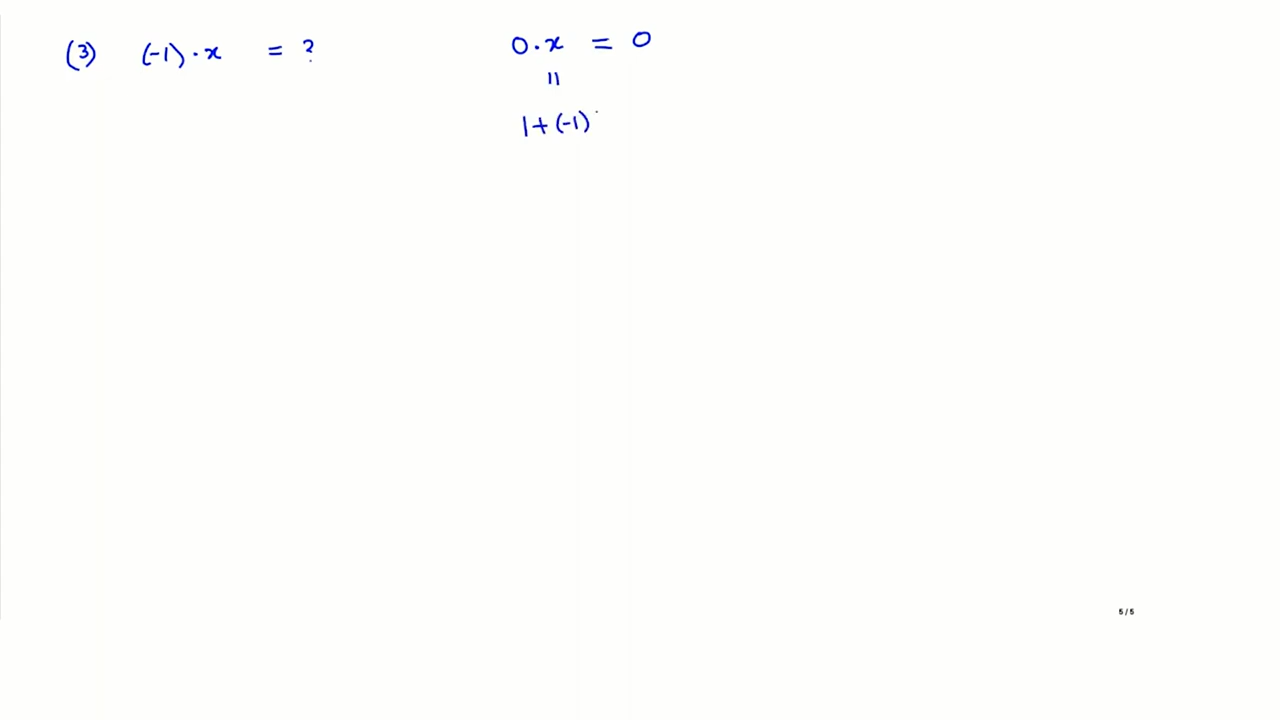 (3) (-1) · x = ? 0 · x = 0
||
1 + (-1)
5 / 5